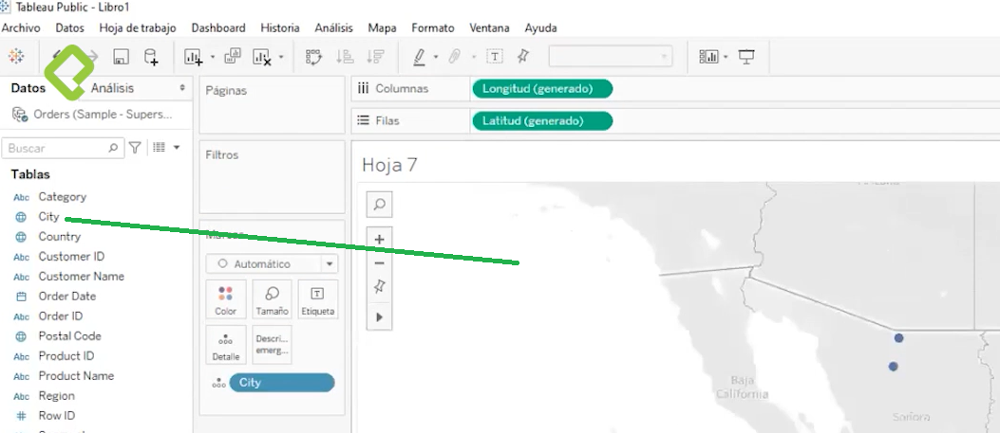 Tableau Public - Libro1
Archivo Datos Hoja de trabajo Dashboard Historia Análisis Mapa Formato Ventana Ayuda
Datos Análisis
Orders (Sample - Supers...
Buscar
Tablas
Abc Category
City
Country
Abc Customer ID
Abc Customer Name
Order Date
Abc Order ID
Postal Code
Abc Product ID
Abc Product Name
Abc Region
# Row ID
Páginas
Filtros
Automático
Color Tamaño Etiqueta
Detalle Descri... emerg...
City
Columnas Longitud (generado)
Filas Latitud (generado)
Hoja 7
Baja
California
Sonora